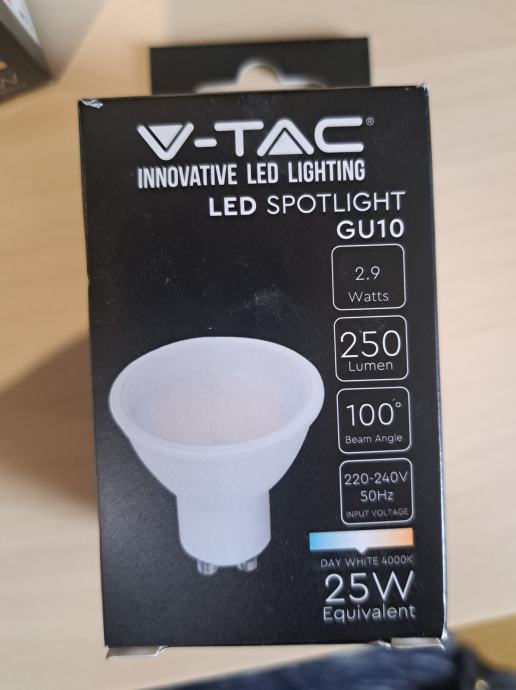 V-TAC®
INNOVATIVE LED LIGHTING
LED SPOTLIGHT
GU10
2.9
Watts
250
Lumen
100°
Beam Angle
220-240V
50Hz
INPUT VOLTAGE
DAY WHITE 4000K
25W
Equivalent